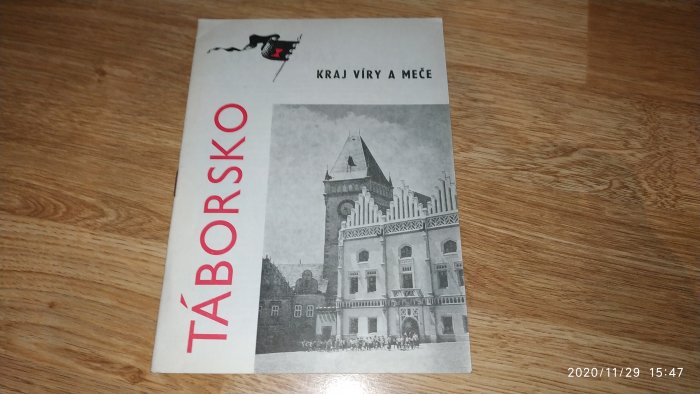 KRAJ VÍRY A MEČE
TÁBORSKO
2020/11/29 15:47